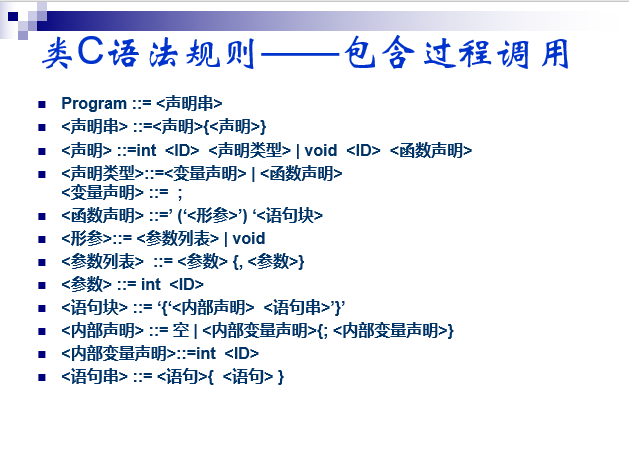 类C语法规则——包含过程调用
Program ::= <声明串>
<声明串> ::=<声明>{<声明>}
<声明> ::=int <ID> <声明类型> | void <ID> <函数声明>
<声明类型>::=<变量声明> | <函数声明>
<变量声明> ::= ;
<函数声明> ::=’ (‘<形参>’) ‘<语句块>
<形参>::= <参数列表> | void
<参数列表> ::= <参数> {, <参数>}
<参数> ::= int <ID>
<语句块> ::= ‘{‘<内部声明> <语句串>’}’
<内部声明> ::= 空 | <内部变量声明>{; <内部变量声明>}
<内部变量声明>::=int <ID>
<语句串> ::= <语句>{ <语句> }